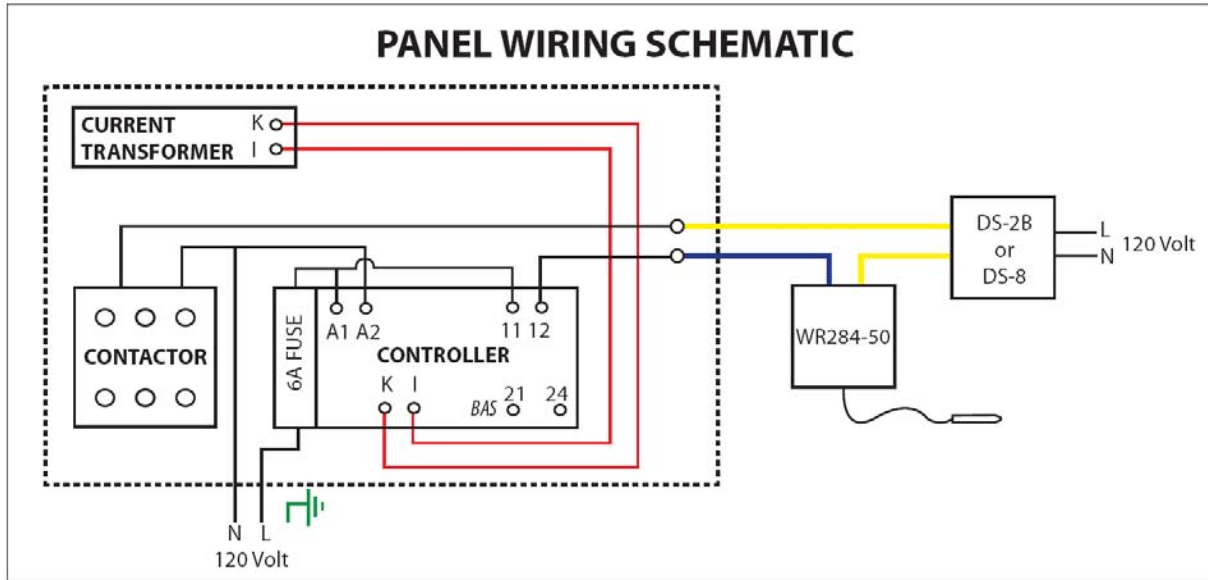 PANEL WIRING SCHEMATIC
CURRENT
TRANSFORMER
K
I
DS-2B
or
DS-8
L
N
120 Volt
CONTACTOR
6A FUSE
A1 A2
11 12
CONTROLLER
K I
BAS 21 24
WR284-50
N L
120 Volt